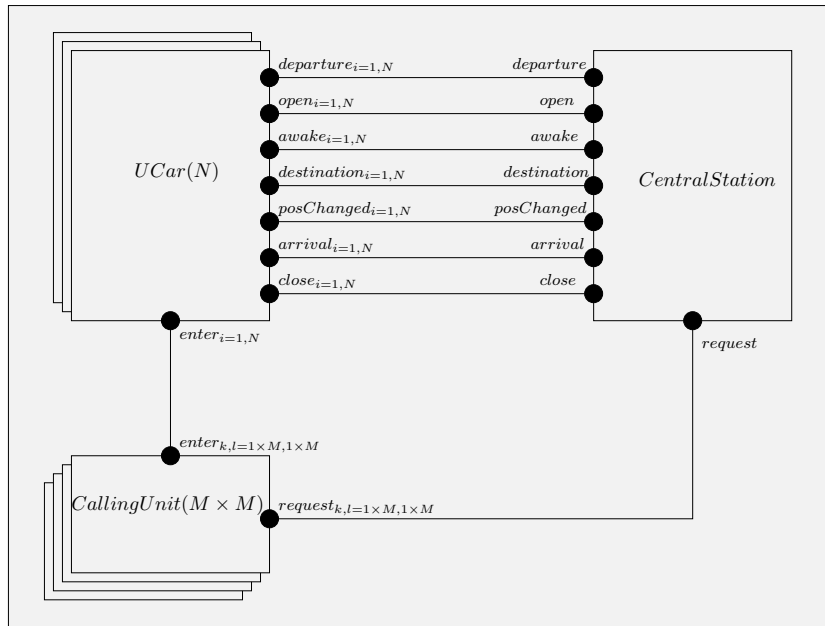 departure_{i=1,N} departure
open_{i=1,N} open
awake_{i=1,N} awake
UCar(N)
destination_{i=1,N} destination
CentralStation
posChanged_{i=1,N} posChanged
arrival_{i=1,N} arrival
close_{i=1,N} close
enter_{i=1,N}
request
enter_{k,l=1×M,1×M}
CallingUnit(M × M)
request_{k,l=1×M,1×M}